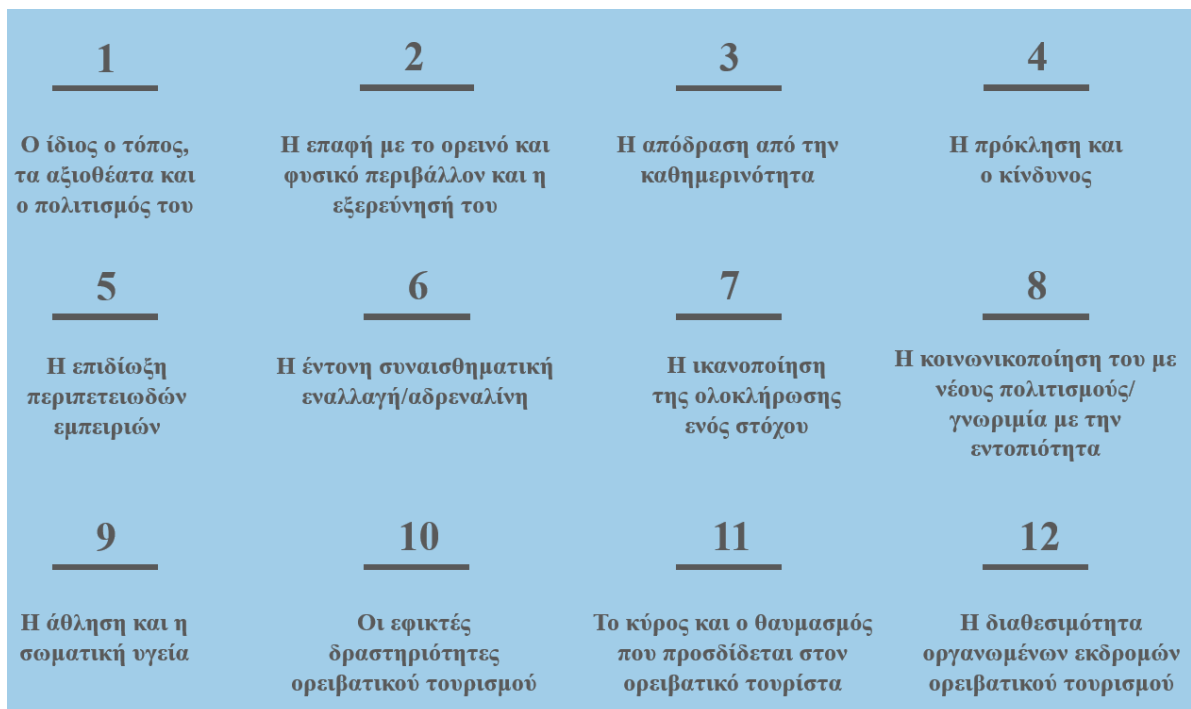 1
Ο ίδιος ο τόπος,
τα αξιοθέατα και
ο πολιτισμός του
2
Η επαφή με το ορεινό και
φυσικό περιβάλλον και η
εξερεύνησή του
3
Η απόδραση από την
καθημερινότητα
4
Η πρόκληση και
ο κίνδυνος
5
Η επιδίωξη
περιπετειωδών
εμπειριών
6
Η έντονη συναισθηματική
εναλλαγή/αδρεναλίνη
7
Η ικανοποίηση
της ολοκλήρωσης
ενός στόχου
8
Η κοινωνικοποίηση του με
νέους πολιτισμούς/
γνωριμία με την
εντοπιότητα
9
Η άθληση και η
σωματική υγεία
10
Οι εφικτές
δραστηριότητες
ορειβατικού τουρισμού
11
Το κύρος και ο θαυμασμός
που προσδίδεται στον
ορειβατικό τουρίστα
12
Η διαθεσιμότητα
οργανωμένων εκδρομών
ορειβατικού τουρισμού